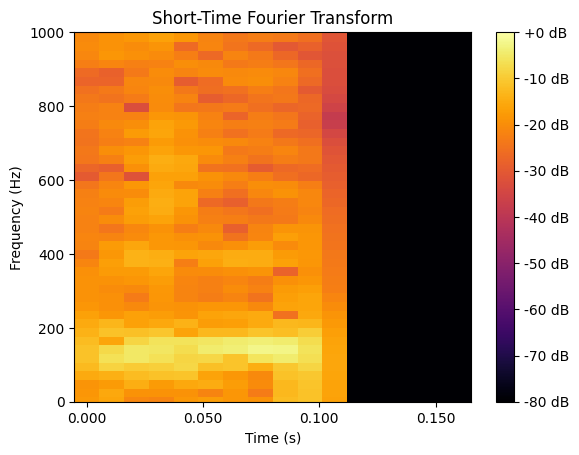 Short-Time Fourier Transform
1000
800
600
400
200
0
Frequency (Hz)
0.000
0.050
0.100
0.150
Time (s)
+0 dB
-10 dB
-20 dB
-30 dB
-40 dB
-50 dB
-60 dB
-70 dB
-80 dB